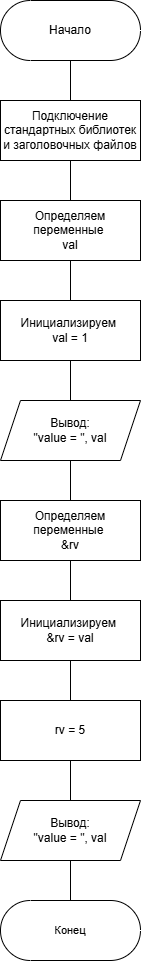 Начало
Подключение
стандартных библиотек
и заголовочных файлов
Определяем
переменные
val
Инициализируем
val = 1
Вывод:
"value = ", val
Определяем
переменные
&rv
Инициализируем
&rv = val
rv = 5
Вывод:
"value = ", val
Конец